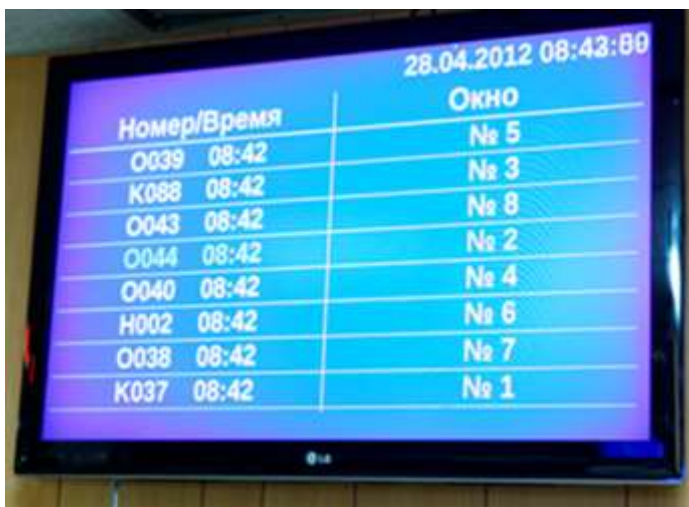 28.04.2012 08:43:00
Номер/Время Окно
О039 08:42 № 5
К088 08:42 № 3
О043 08:42 № 8
О044 08:42 № 2
О040 08:42 № 4
Н002 08:42 № 6
О038 08:42 № 7
К037 08:42 № 1
LG